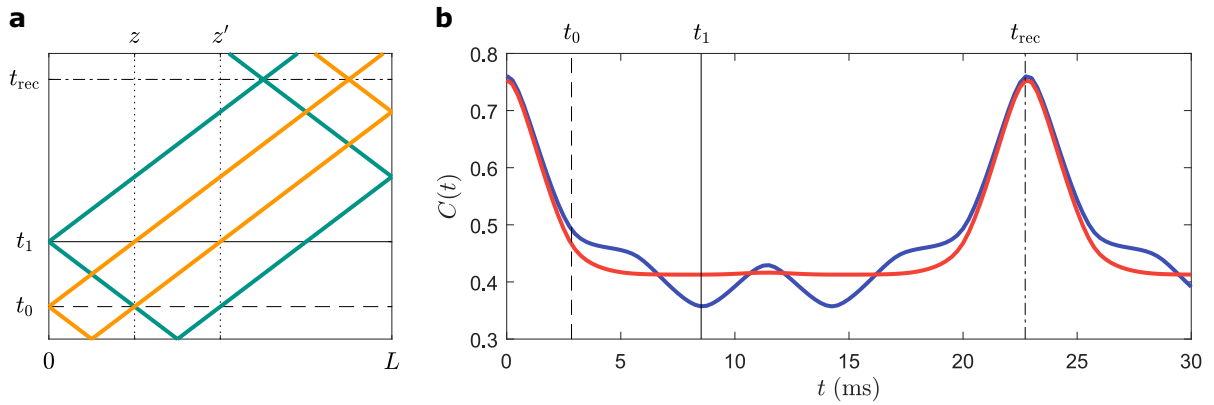 a
z z′
t_rec
t_1
t_0
0 L
b
t_0 t_1 t_rec
0.8
0.7
0.6
0.5
0.4
0.3
C(t)
0 5 10 15 20 25 30
t (ms)